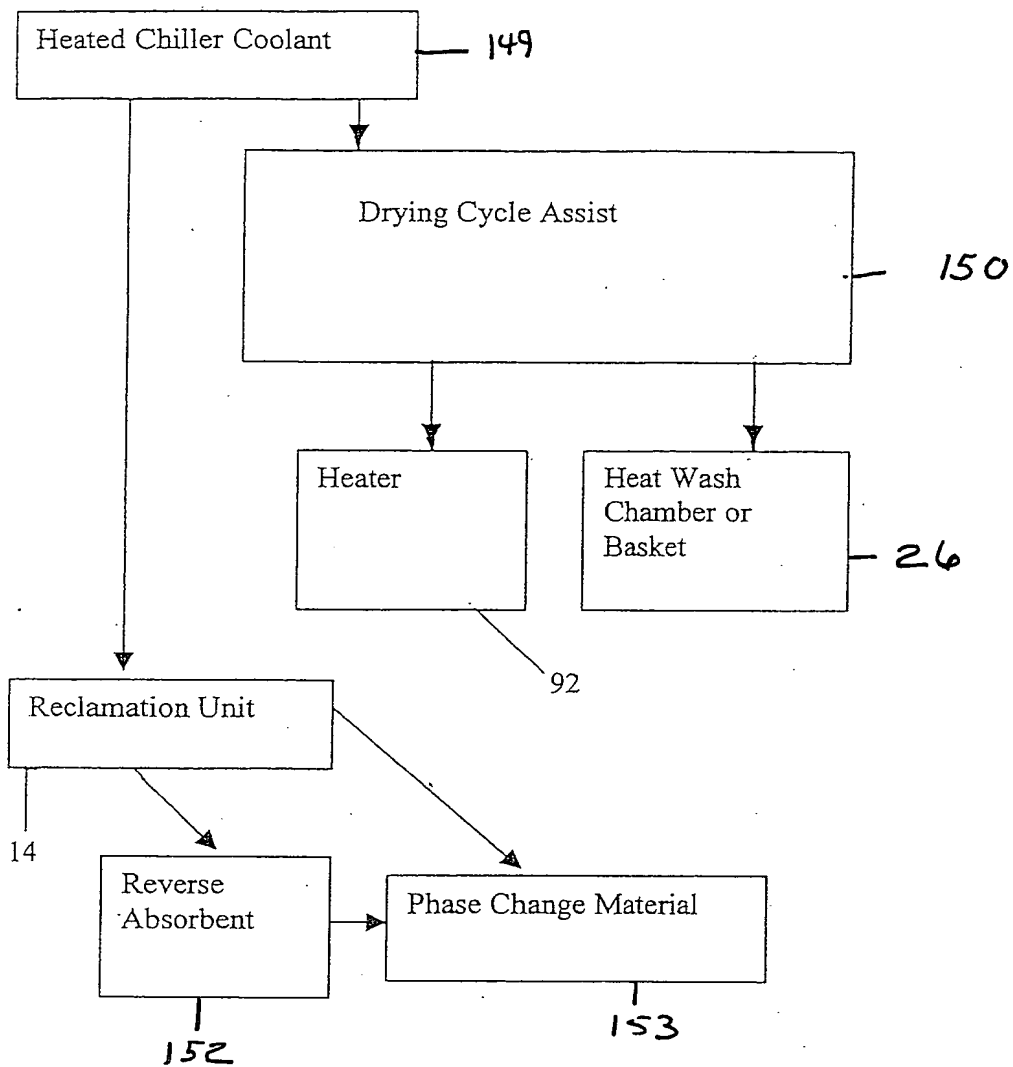 Heated Chiller Coolant
149
Drying Cycle Assist
150
Heater
Heat Wash
Chamber or
Basket
26
92
Reclamation Unit
14
Reverse
Absorbent
Phase Change Material
152
153